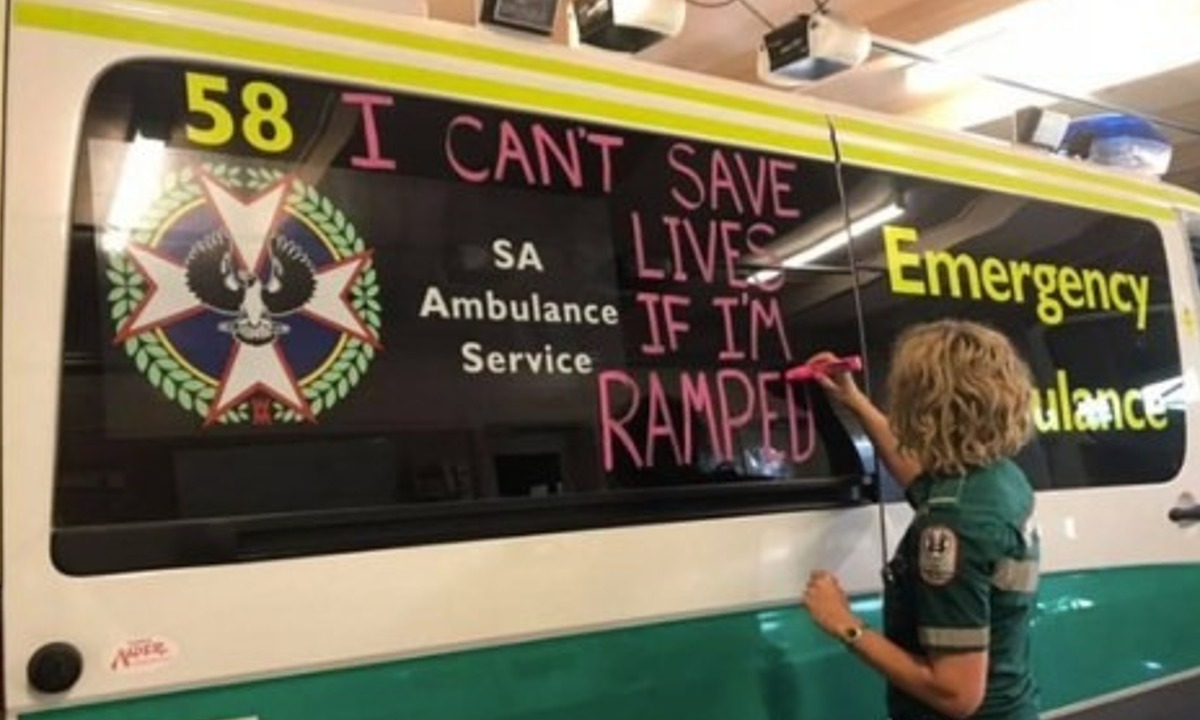 58
I CAN'T SAVE
LIVES
IF I'M
RAMPED
SA
Ambulance
Service
Emergency
ulance